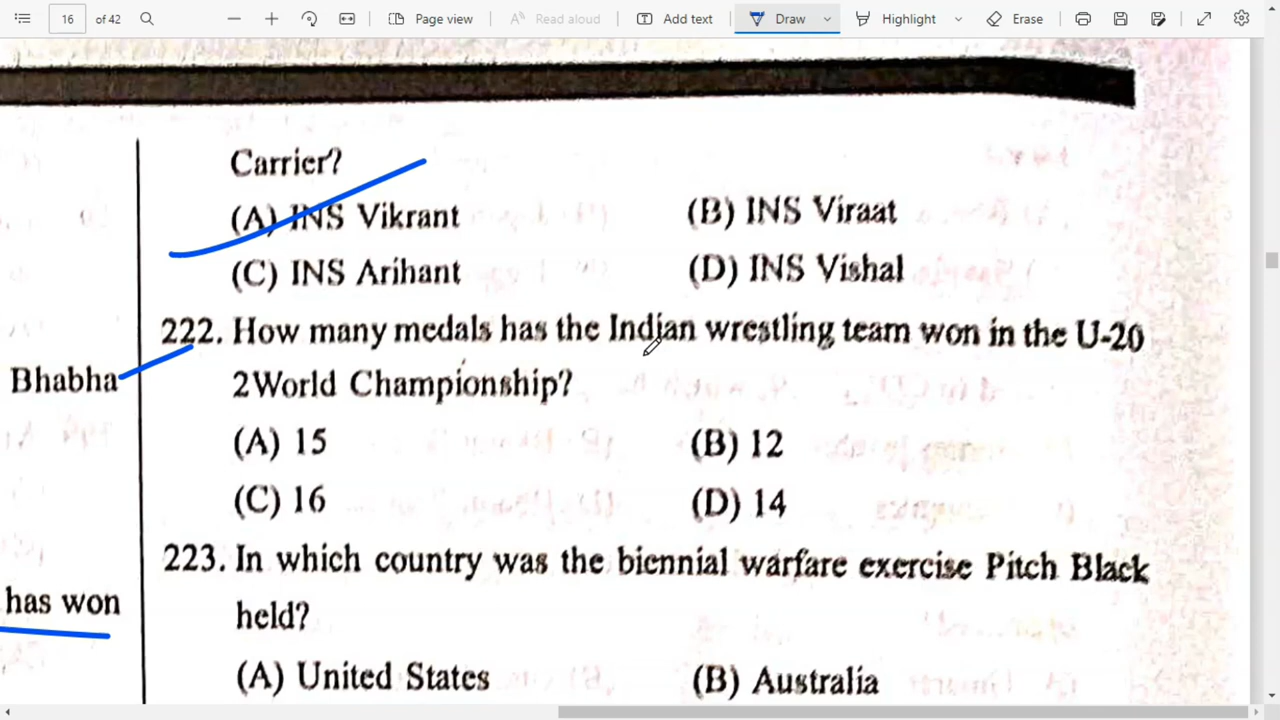 16 of 42 Page view Read aloud Add text Draw Highlight Erase
Carrier?
(A) INS Vikrant (B) INS Viraat
(C) INS Arihant (D) INS Vishal
222. How many medals has the Indian wrestling team won in the U-20
Bhabha 2World Championship?
(A) 15 (B) 12
(C) 16 (D) 14
223. In which country was the biennial warfare exercise Pitch Black
has won held?
(A) United States (B) Australia